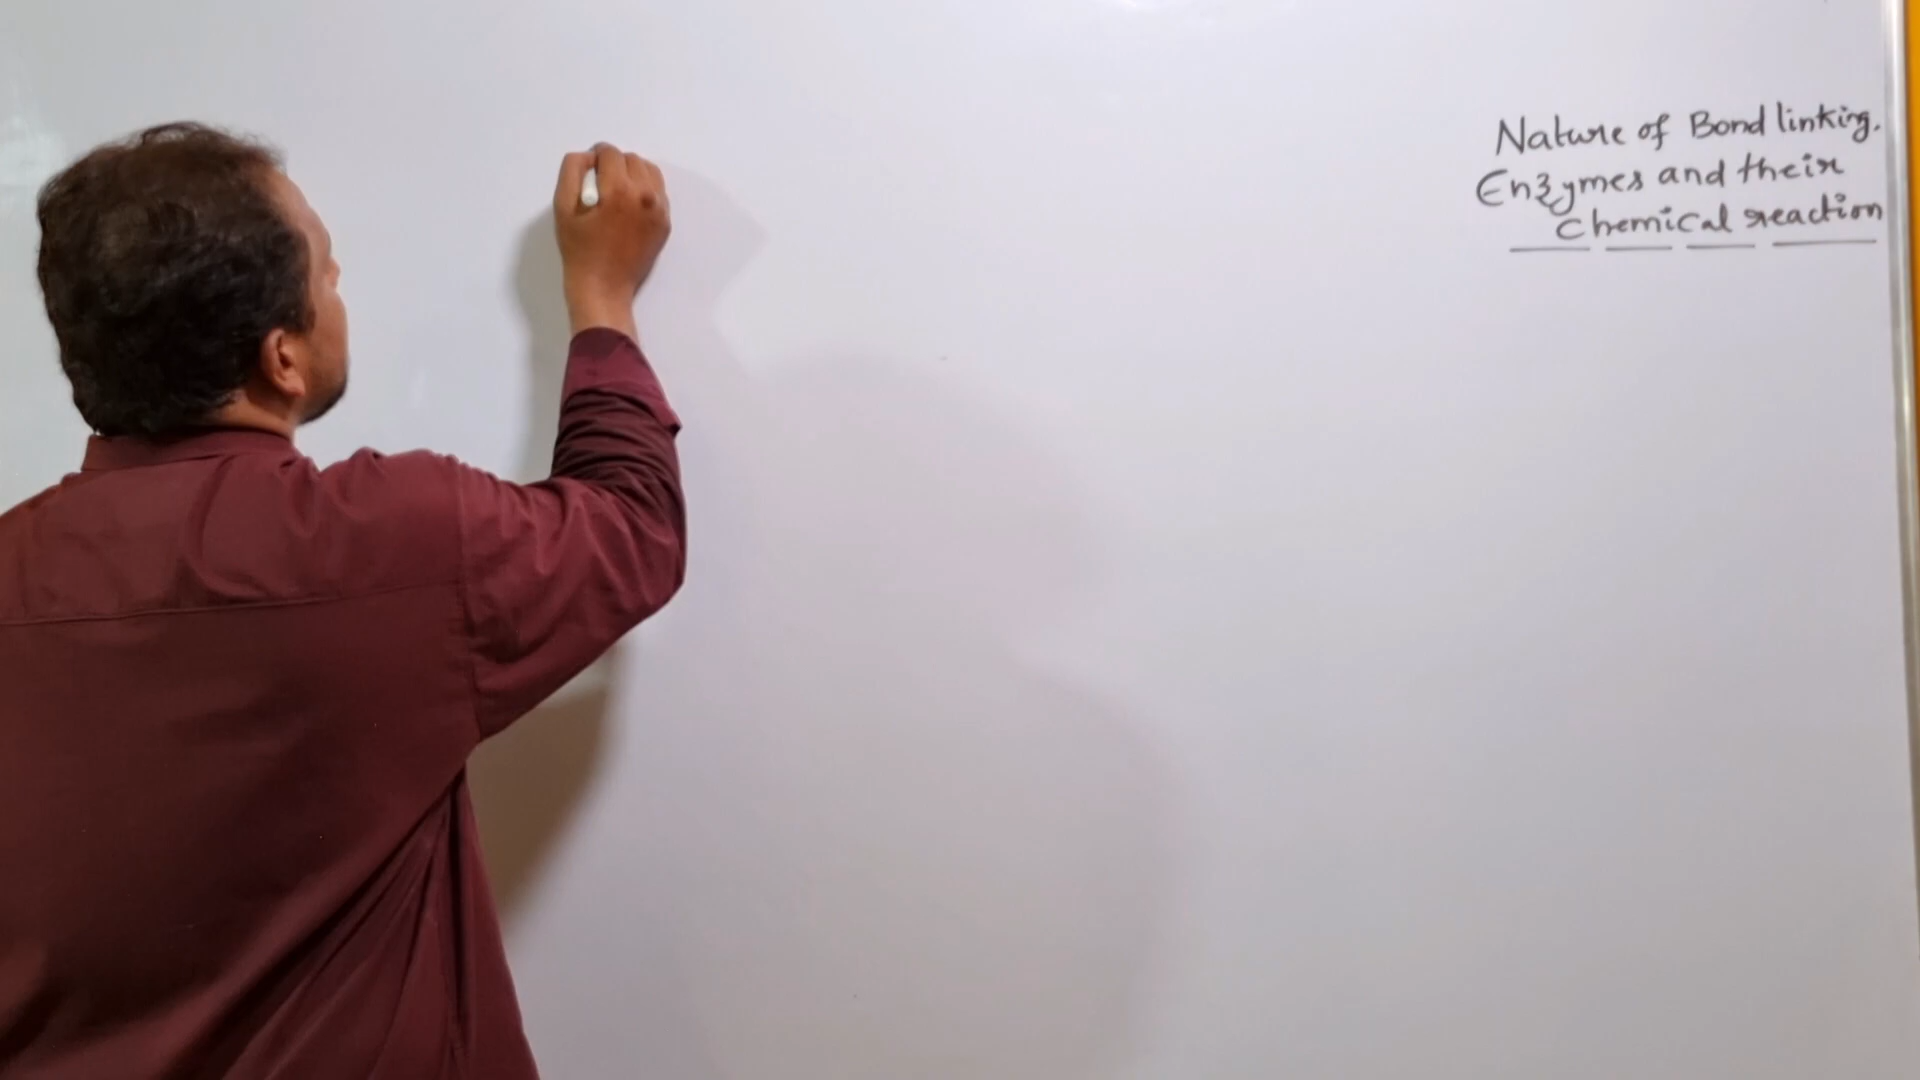 Nature of Bond linking.
Enzymes and their
chemical reaction